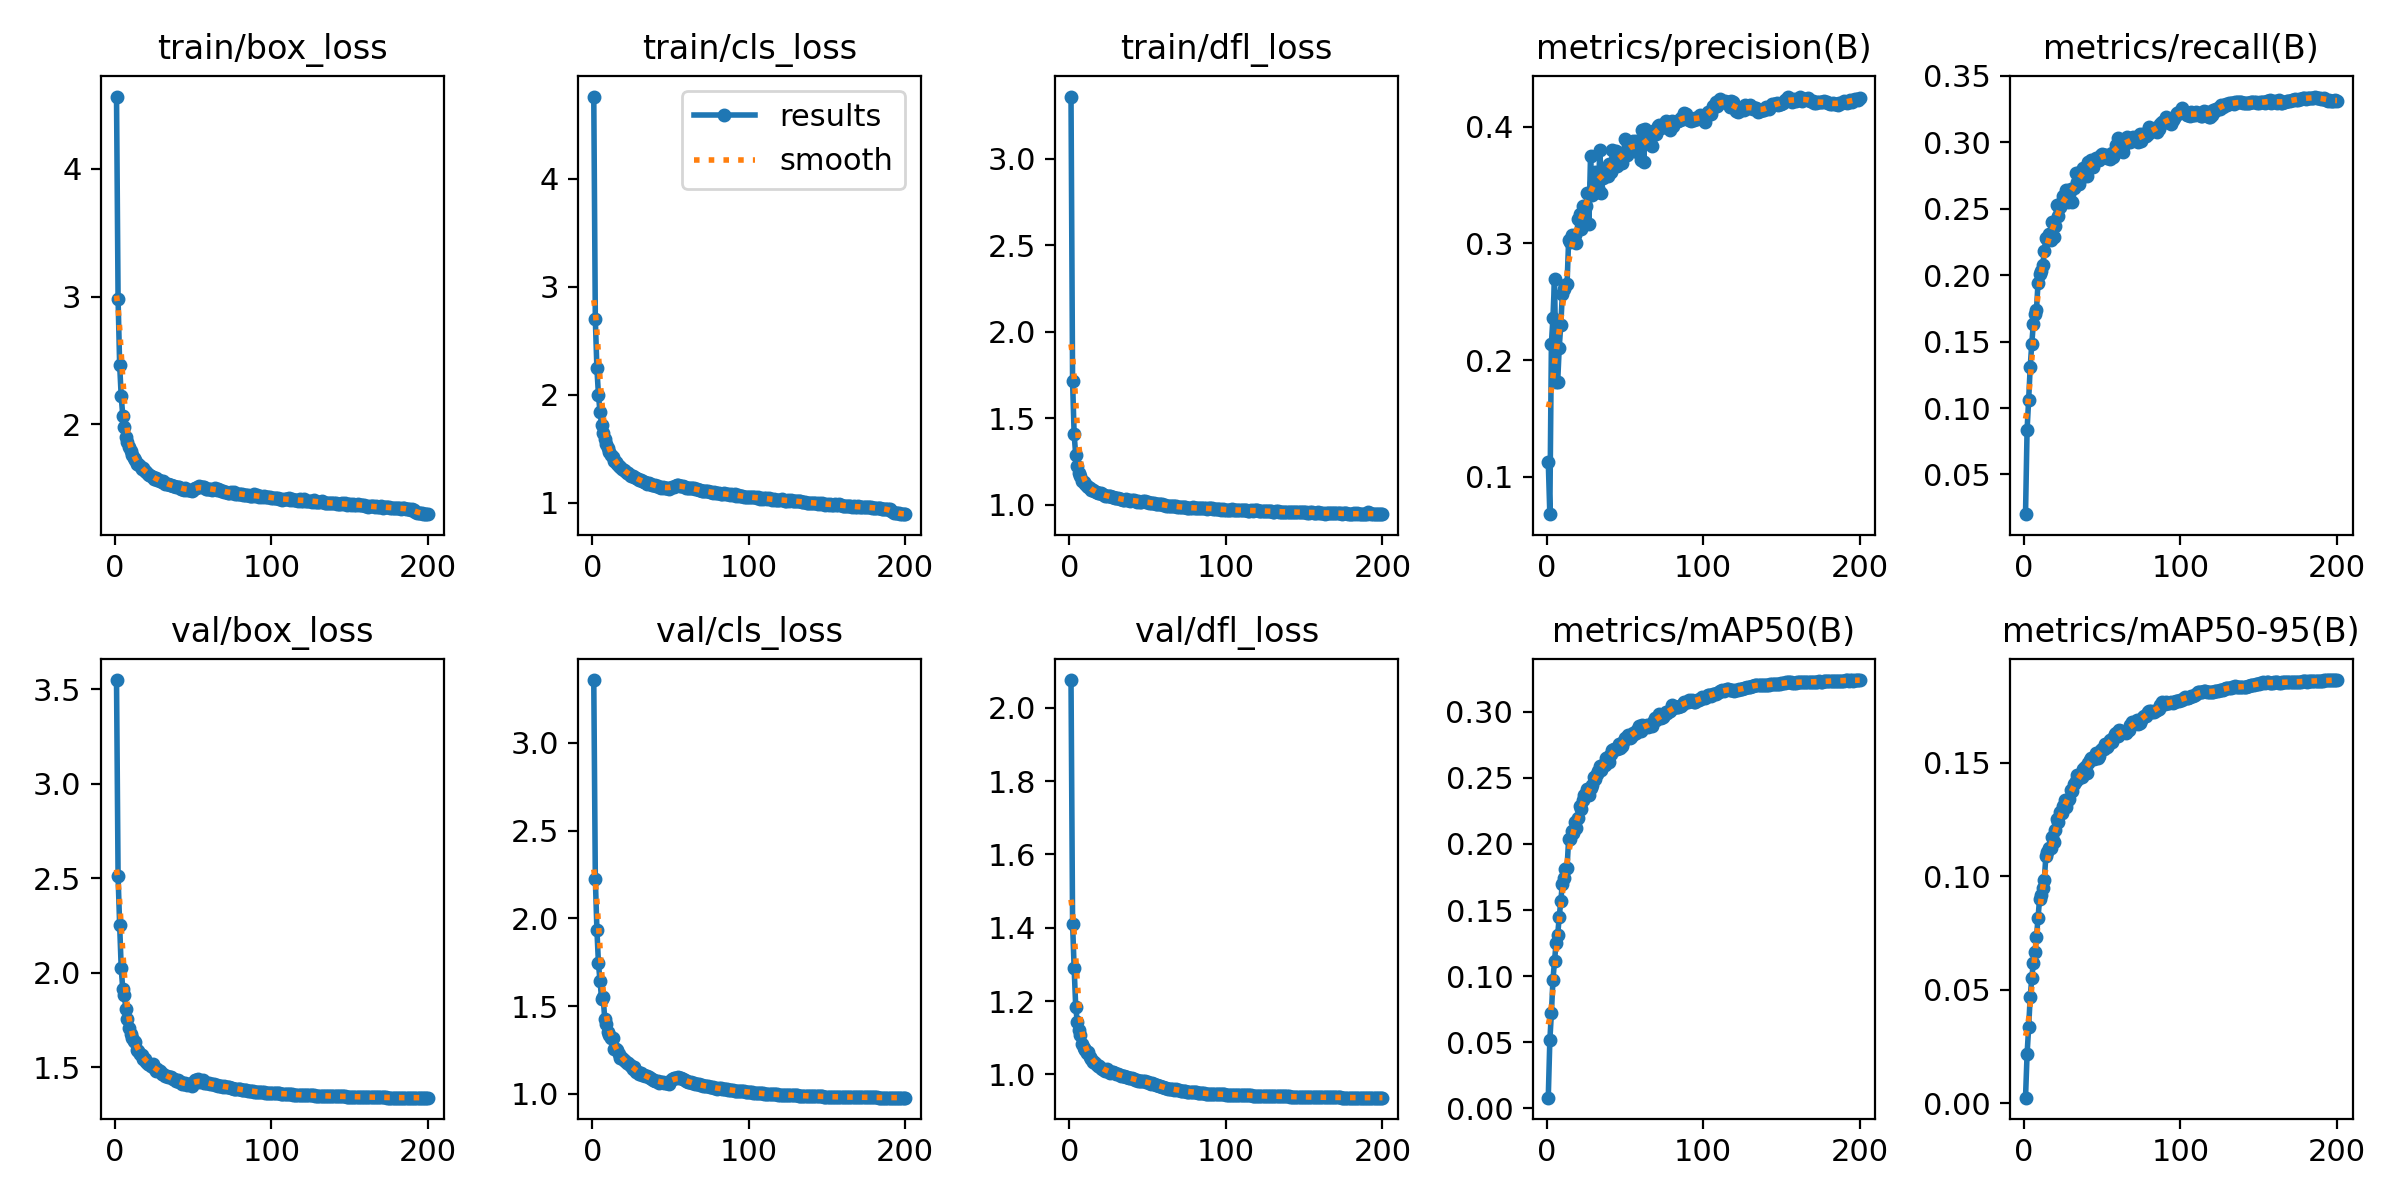 train/box_loss
4
3
2
0 100 200
train/cls_loss
results
smooth
4
3
2
1
0 100 200
train/dfl_loss
3.0
2.5
2.0
1.5
1.0
0 100 200
metrics/precision(B)
0.4
0.3
0.2
0.1
0 100 200
metrics/recall(B)
0.35
0.30
0.25
0.20
0.15
0.10
0.05
0 100 200
val/box_loss
3.5
3.0
2.5
2.0
1.5
0 100 200
val/cls_loss
3.0
2.5
2.0
1.5
1.0
0 100 200
val/dfl_loss
2.0
1.8
1.6
1.4
1.2
1.0
0 100 200
metrics/mAP50(B)
0.30
0.25
0.20
0.15
0.10
0.05
0.00
0 100 200
metrics/mAP50-95(B)
0.15
0.10
0.05
0.00
0 100 200